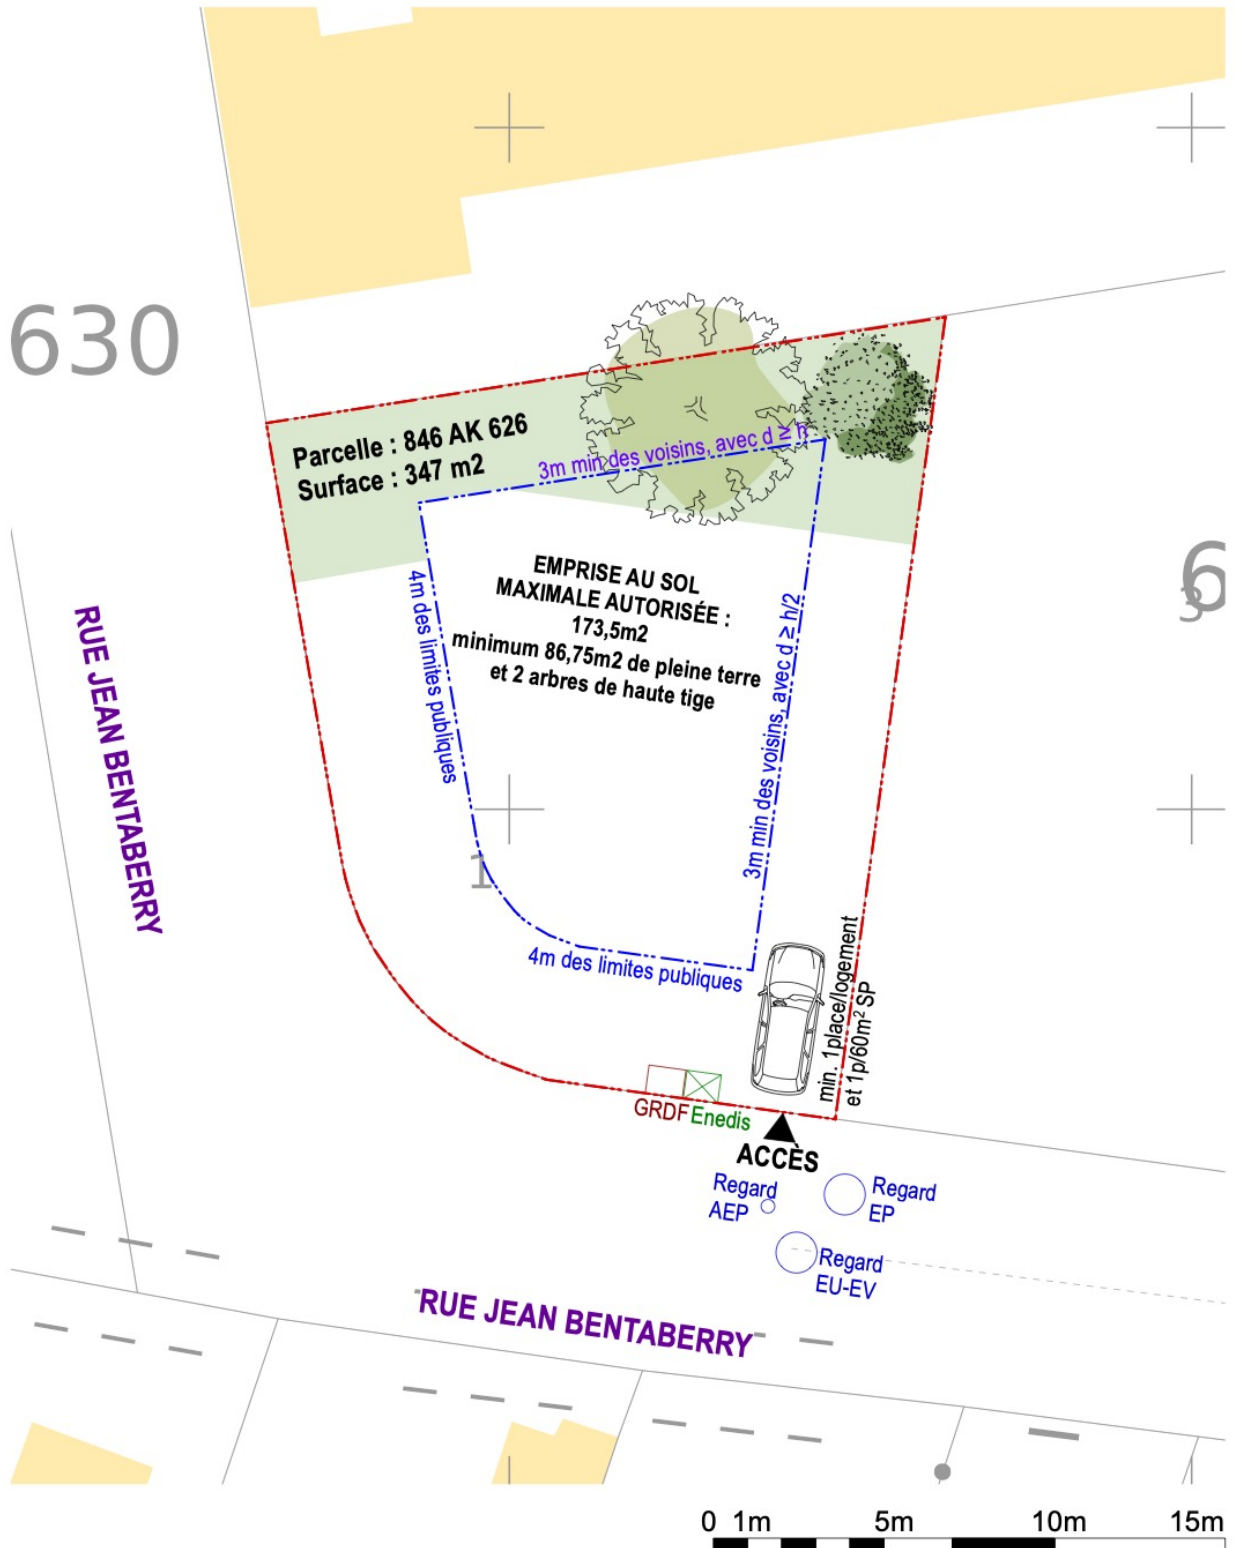 630
Parcelle : 846 AK 626
Surface : 347 m2
3m min des voisins, avec d ≥ h
EMPRISE AU SOL
MAXIMALE AUTORISÉE :
173,5m2
minimum 86,75m2 de pleine terre
et 2 arbres de haute tige
4m des limites publiques
3m min des voisins, avec d ≥ h/2
6
3
RUE JEAN BENTABERRY
1
4m des limites publiques
min. 1place/logement
et 1p/60m² SP
GRDF
Enedis
ACCÈS
Regard
AEP
Regard
EP
Regard
EU-EV
RUE JEAN BENTABERRY
0 1m 5m 10m 15m